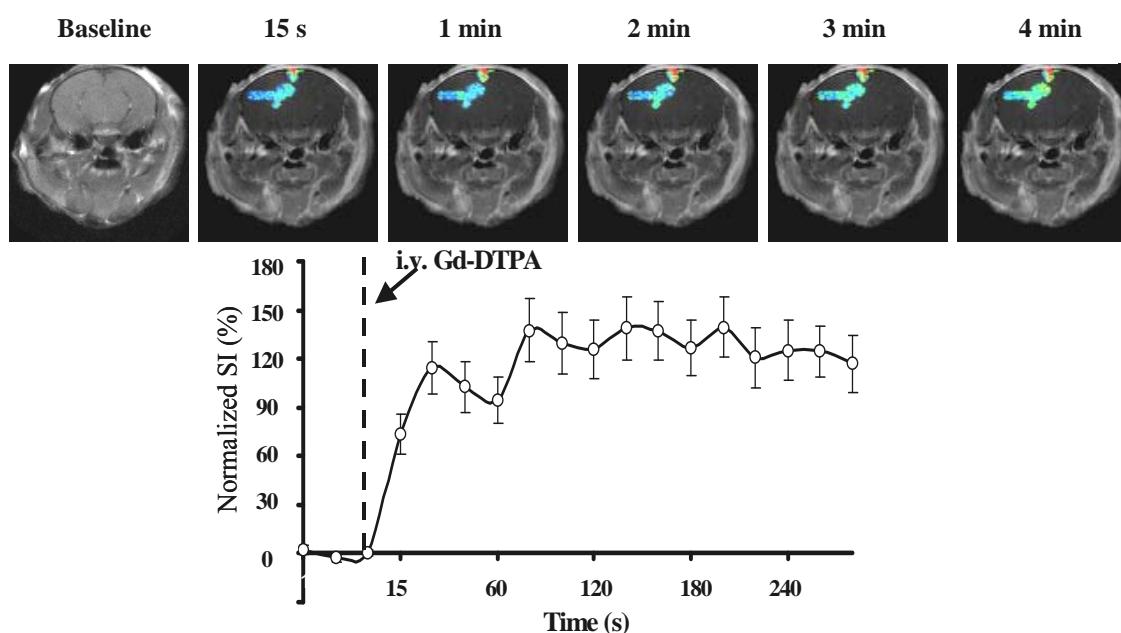 Baseline 15 s 1 min 2 min 3 min 4 min
i.v. Gd-DTPA
180
150
120
90
60
30
0
Normalized SI (%)
15 60 120 180 240
Time (s)